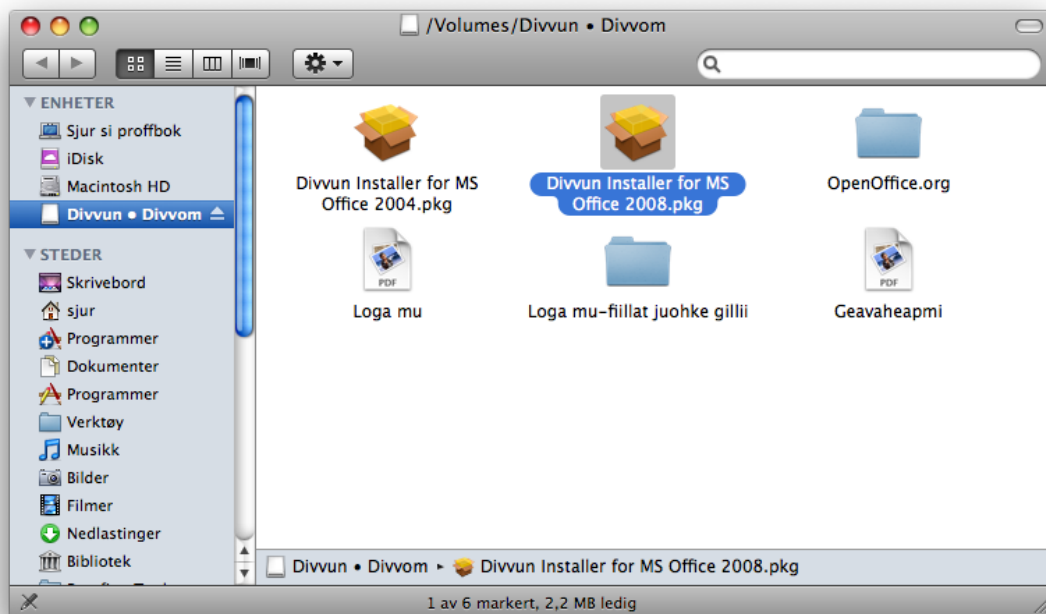 /Volumes/Divvun • Divvom
ENHETER
Sjur si proffbok
iDisk
Macintosh HD
Divvun • Divvom
STEDER
Skrivebord
sjur
Programmer
Dokumenter
Programmer
Verktøy
Musikk
Bilder
Filmer
Nedlastinger
Bibliotek
Divvun Installer for MS
Office 2004.pkg
Divvun Installer for MS
Office 2008.pkg
OpenOffice.org
PDF
Loga mu
Loga mu-fiillat juohke gillii
PDF
Geavaheapmi
Divvun • Divvom ▸ Divvun Installer for MS Office 2008.pkg
1 av 6 markert, 2,2 MB ledig